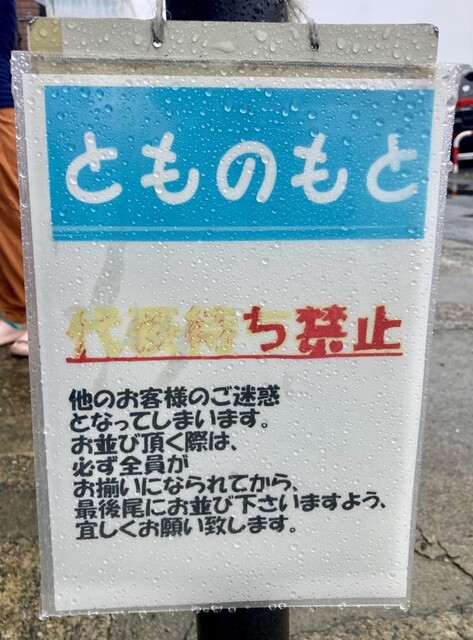 とものもと
代表待ち禁止
他のお客様のご迷惑
となってしまいます。
お並び頂く際は、
必ず全員が
お揃いになられてから、
最後尾にお並び下さいますよう、
宜しくお願い致します。